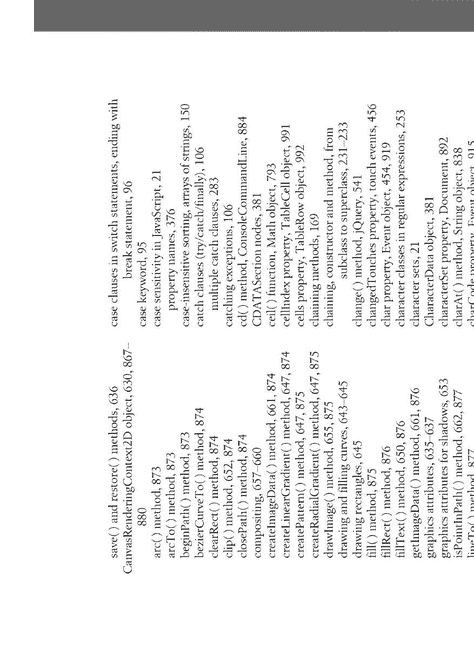 save( ) and restore( ) methods, 636
CanvasRenderingContext2D object, 630, 867–
880
arc( ) method, 873
arcTo( ) method, 873
beginPath( ) method, 873
bezierCurveTo( ) method, 874
clearRect( ) method, 874
clip( ) method, 652, 874
closePath( ) method, 874
compositing, 657–660
createImageData( ) method, 661, 874
createLinearGradient( ) method, 647, 874
createPattern( ) method, 647, 875
createRadialGradient( ) method, 647, 875
drawImage( ) method, 655, 875
drawing and filling curves, 643–645
drawing rectangles, 645
fill( ) method, 875
fillRect( ) method, 876
fillText( ) method, 650, 876
getImageData( ) method, 661, 876
graphics attributes, 635–637
graphics attributes for shadows, 653
isPointInPath( ) method, 662, 877
lineTo( ) method, 877
case clauses in switch statements, ending with
break statement, 96
case keyword, 95
case sensitivity in JavaScript, 21
property names, 376
case-insensitive sorting, arrays of strings, 150
catch clauses (try/catch/finally), 106
multiple catch clauses, 283
catching exceptions, 106
cd( ) method, ConsoleCommandLine, 884
CDATASection nodes, 381
ceil( ) function, Math object, 793
cellIndex property, TableCell object, 991
cells property, TableRow object, 992
chaining methods, 169
chaining, constructor and method, from
subclass to superclass, 231–233
change( ) method, jQuery, 541
changedTouches property, touch events, 456
char property, Event object, 454, 919
character classes in regular expressions, 253
character sets, 21
CharacterData object, 381
characterSet property, Document, 892
charAt( ) method, String object, 838
charCode property, Event object, 915